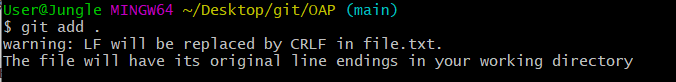 User@Jungle MINGW64 ~/Desktop/git/OAP (main)
$ git add .
warning: LF will be replaced by CRLF in file.txt.
The file will have its original line endings in your working directory